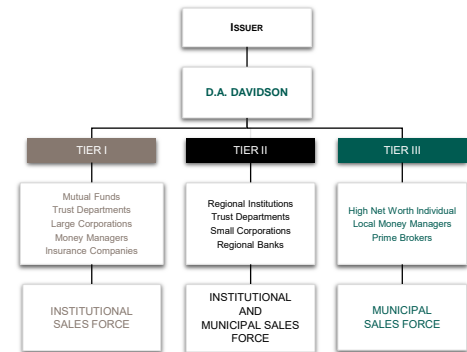 ISSUER
D.A. DAVIDSON
TIER I
TIER II
TIER III
Mutual Funds
Trust Departments
Large Corporations
Money Managers
Insurance Companies
Regional Institutions
Trust Departments
Small Corporations
Regional Banks
High Net Worth Individual
Local Money Managers
Prime Brokers
INSTITUTIONAL
SALES FORCE
INSTITUTIONAL
AND
MUNICIPAL SALES
FORCE
MUNICIPAL
SALES FORCE